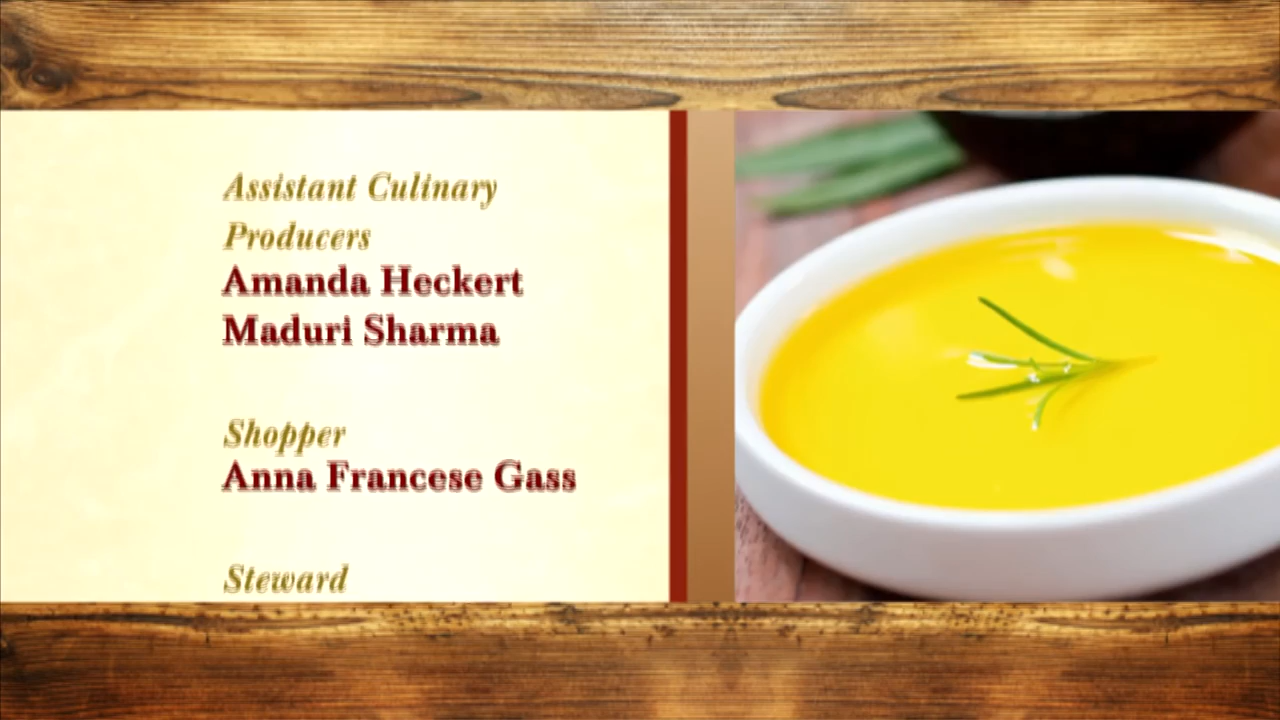 Assistant Culinary
Producers
Amanda Heckert
Maduri Sharma
Shopper
Anna Francese Gass
Steward